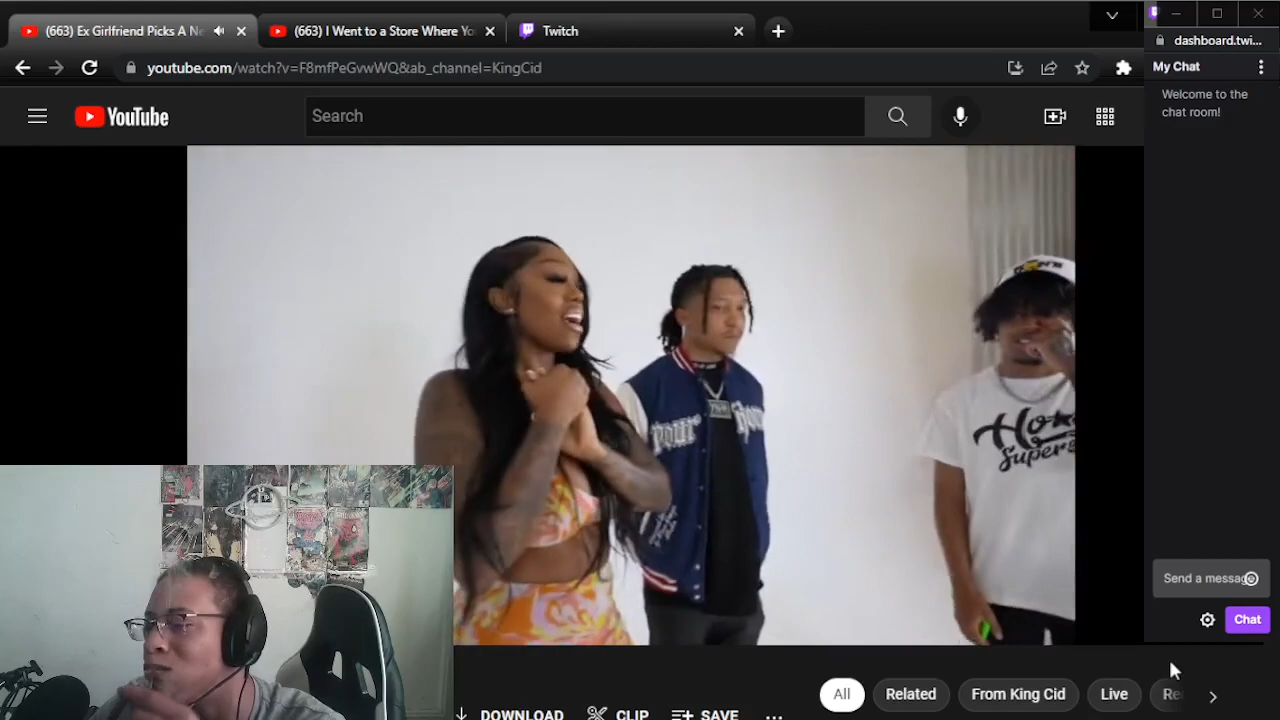 (663) Ex Girlfriend Picks A Ne
(663) I Went to a Store Where Yo
Twitch
dashboard.twi...
youtube.com/watch?v=F8mfPeGvwWQ&ab_channel=KingCid
My Chat
YouTube
Search
Welcome to the
chat room!
Send a message
Chat
All
Related
From King Cid
Live
Re
DOWNLOAD
CLIP
SAVE